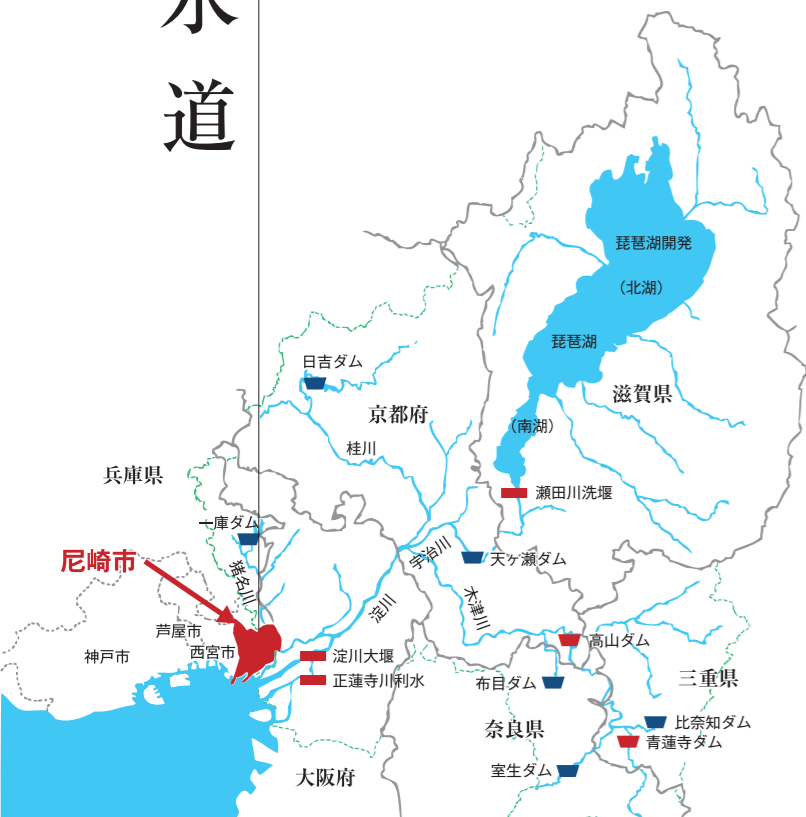 水
道
琵琶湖開発
（北湖）
琵琶湖
日吉ダム
滋賀県
京都府
（南湖）
桂川
兵庫県
瀬田川洗堰
一庫ダム
尼崎市
宇治川
天ヶ瀬ダム
猪名川
木津川
淀川
芦屋市
高山ダム
西宮市
神戸市
淀川大堰
正蓮寺川利水
三重県
布目ダム
奈良県
比奈知ダム
青蓮寺ダム
室生ダム
大阪府